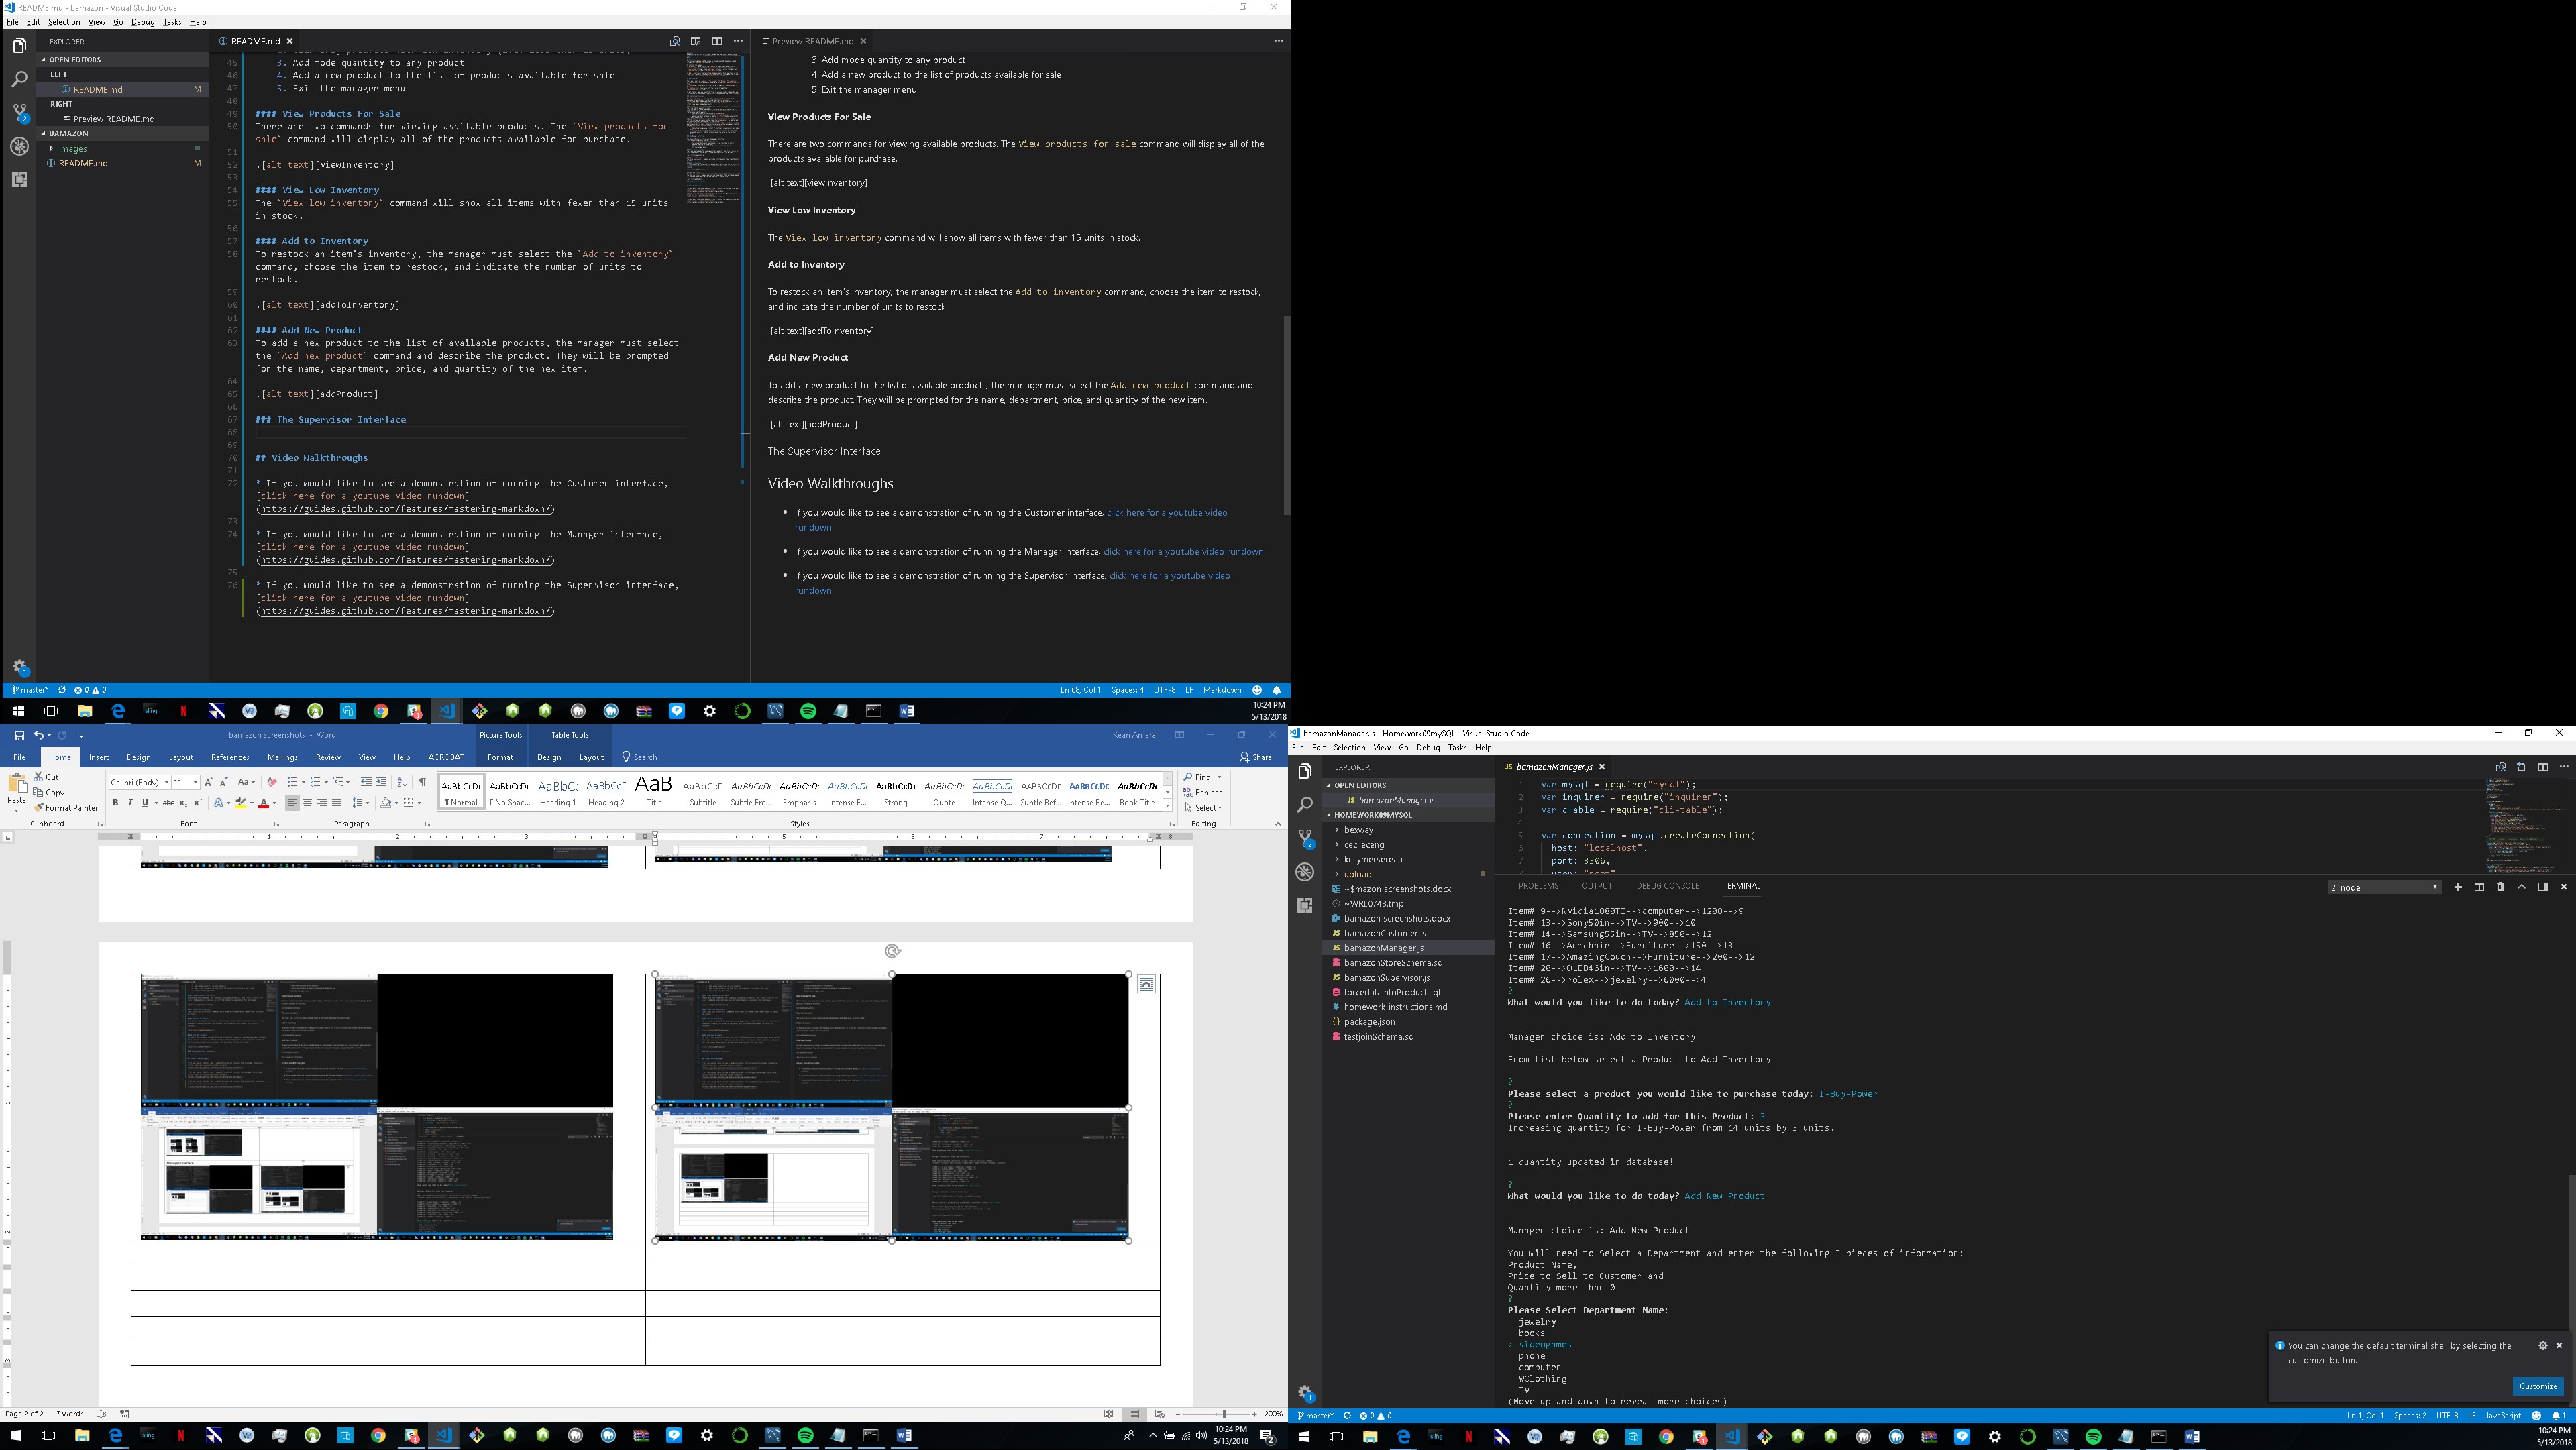 README.md - bamazon - Visual Studio Code
File Edit Selection View Go Debug Tasks Help
EXPLORER
OPEN EDITORS
LEFT
README.md M
RIGHT
Preview README.md
BAMAZON
images
README.md M
README.md
45 3. Add mode quantity to any product
46 4. Add a new product to the list of products available for sale
47 5. Exit the manager menu
48
49 #### View Products For Sale
50 There are two commands for viewing available products. The `View products for
sale` command will display all of the products available for purchase.
51
52 ![alt text][viewInventory]
53
54 #### View Low Inventory
55 The `View low inventory` command will show all items with fewer than 15 units
in stock.
56
57 #### Add to Inventory
58 To restock an item's inventory, the manager must select the `Add to inventory`
command, choose the item to restock, and indicate the number of units to
restock.
59
60 ![alt text][addToInventory]
61
62 #### Add New Product
63 To add a new product to the list of available products, the manager must select
the `Add new product` command and describe the product. They will be prompted
for the name, department, price, and quantity of the new item.
64
65 ![alt text][addProduct]
66
67 ### The Supervisor Interface
68
69
70 ## Video Walkthroughs
71
72 * If you would like to see a demonstration of running the Customer interface,
[click here for a youtube video rundown]
(https://guides.github.com/features/mastering-markdown/)
73
74 * If you would like to see a demonstration of running the Manager interface,
[click here for a youtube video rundown]
(https://guides.github.com/features/mastering-markdown/)
75
76 * If you would like to see a demonstration of running the Supervisor interface,
[click here for a youtube video rundown]
(https://guides.github.com/features/mastering-markdown/)
Preview README.md
3. Add mode quantity to any product
4. Add a new product to the list of products available for sale
5. Exit the manager menu
View Products For Sale
There are two commands for viewing available products. The View products for sale command will display all of the
products available for purchase.
![alt text][viewInventory]
View Low Inventory
The View low inventory command will show all items with fewer than 15 units in stock.
Add to Inventory
To restock an item's inventory, the manager must select the Add to inventory command, choose the item to restock,
and indicate the number of units to restock.
![alt text][addToInventory]
Add New Product
To add a new product to the list of available products, the manager must select the Add new product command and
describe the product. They will be prompted for the name, department, price, and quantity of the new item.
![alt text][addProduct]
The Supervisor Interface
Video Walkthroughs
If you would like to see a demonstration of running the Customer interface, click here for a youtube video
rundown
If you would like to see a demonstration of running the Manager interface, click here for a youtube video rundown
If you would like to see a demonstration of running the Supervisor interface, click here for a youtube video
rundown
master* 0 0 Ln 68, Col 1 Spaces: 4 UTF-8 LF Markdown
10:24 PM
5/13/2018
bamazon screenshots - Word Picture Tools Table Tools Kean Amaral
File Home Insert Design Layout References Mailings Review View Help ACROBAT Format Design Layout Search Share
Paste
Cut
Copy
Format Painter
Clipboard
Calibri (Body) 11
Font
Paragraph
AaBbCcDc AaBbCcDc AaBbCc AaBbCcE AaB AaBbCcD AaBbCcDc AaBbCcDc AaBbCcDc AaBbCcDc AaBbCcDc AaBbCcDc AaBbCcDc AaBbCcDc AaBbCcDc
¶ Normal ¶ No Spac... Heading 1 Heading 2 Title Subtitle Subtle Em... Emphasis Intense E... Strong Quote Intense Q... Subtle Ref... Intense Re... Book Title
Styles
Find
Replace
Select
Editing
Page 2 of 2 7 words 200%
10:24 PM
5/13/2018
bamazonManager.js - Homework09mySQL - Visual Studio Code
File Edit Selection View Go Debug Tasks Help
EXPLORER
OPEN EDITORS
bamazonManager.js
HOMEWORK09MYSQL
bexway
cecileceng
kellymersereau
upload
~$mazon screenshots.docx
~WRL0743.tmp
bamazon screenshots.docx
bamazonCustomer.js
bamazonManager.js
bamazonStoreSchema.sql
bamazonSupervisor.js
forcedataintoProduct.sql
homework_instructions.md
package.json
testjoinSchema.sql
bamazonManager.js
1 var mysql = require("mysql");
2 var inquirer = require("inquirer");
3 var cTable = require("cli-table");
4
5 var connection = mysql.createConnection({
6 host: "localhost",
7 port: 3306,
PROBLEMS OUTPUT DEBUG CONSOLE TERMINAL 2: node
Item# 9-->Nvidia1080TI-->computer-->1200-->9
Item# 13-->Sony50in-->TV-->900-->10
Item# 14-->Samsung55in-->TV-->850-->12
Item# 16-->Armchair-->Furniture-->150-->13
Item# 17-->AmazingCouch-->Furniture-->200-->12
Item# 20-->OLED46in-->TV-->1600-->14
Item# 26-->rolex-->jewelry-->6000-->4
?
What would you like to do today? Add to Inventory
Manager choice is: Add to Inventory
From List below select a Product to Add Inventory
?
Please select a product you would like to purchase today: I-Buy-Power
?
Please enter Quantity to add for this Product: 3
Increasing quantity for I-Buy-Power from 14 units by 3 units.
1 quantity updated in database!
?
What would you like to do today? Add New Product
Manager choice is: Add New Product
You will need to Select a Department and enter the following 3 pieces of information:
Product Name,
Price to Sell to Customer and
Quantity more than 0
?
Please Select Department Name:
jewelry
books
> videogames
phone
computer
WClothing
TV
(Move up and down to reveal more choices)
You can change the default terminal shell by selecting the
customize button.
Customize
master* 0 0 Ln 1, Col 1 Spaces: 2 UTF-8 LF JavaScript 1
10:24 PM
5/13/2018